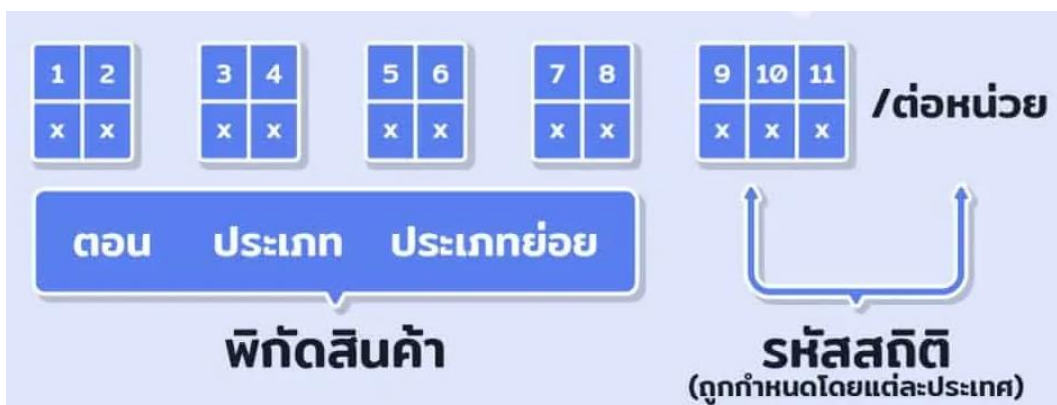 1 2 3 4 5 6 7 8 9 10 11
x x x x x x x x x x x
/ต่อหน่วย
ตอน ประเภท ประเภทย่อย
พิกัดสินค้า
รหัสสถิติ
(ถูกกำหนดโดยแต่ละประเทศ)